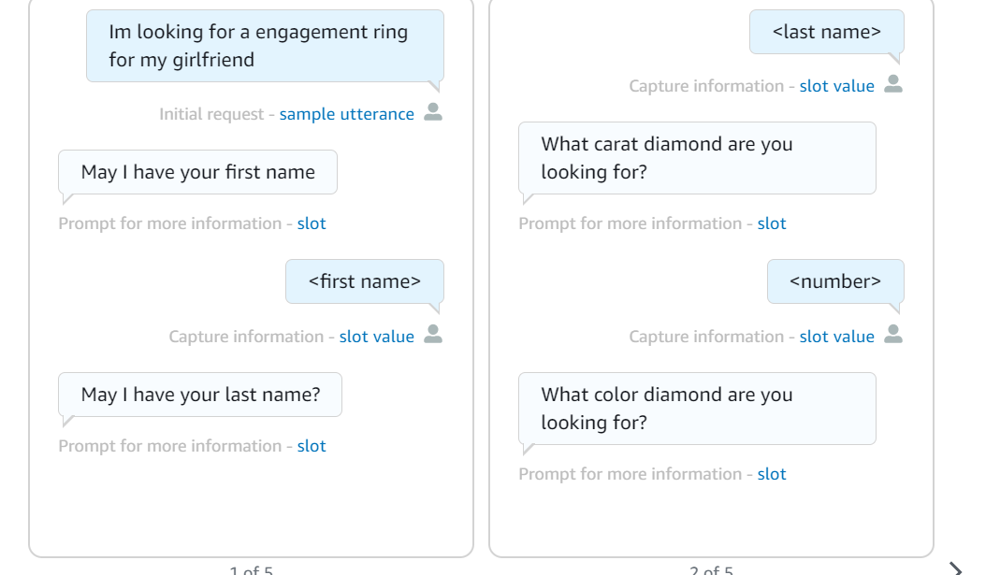 Im looking for a engagement ring
for my girlfriend
Initial request - sample utterance
May I have your first name
Prompt for more information - slot
<first name>
Capture information - slot value
May I have your last name?
Prompt for more information - slot
1 of 5
<last name>
Capture information - slot value
What carat diamond are you
looking for?
Prompt for more information - slot
<number>
Capture information - slot value
What color diamond are you
looking for?
Prompt for more information - slot
2 of 5